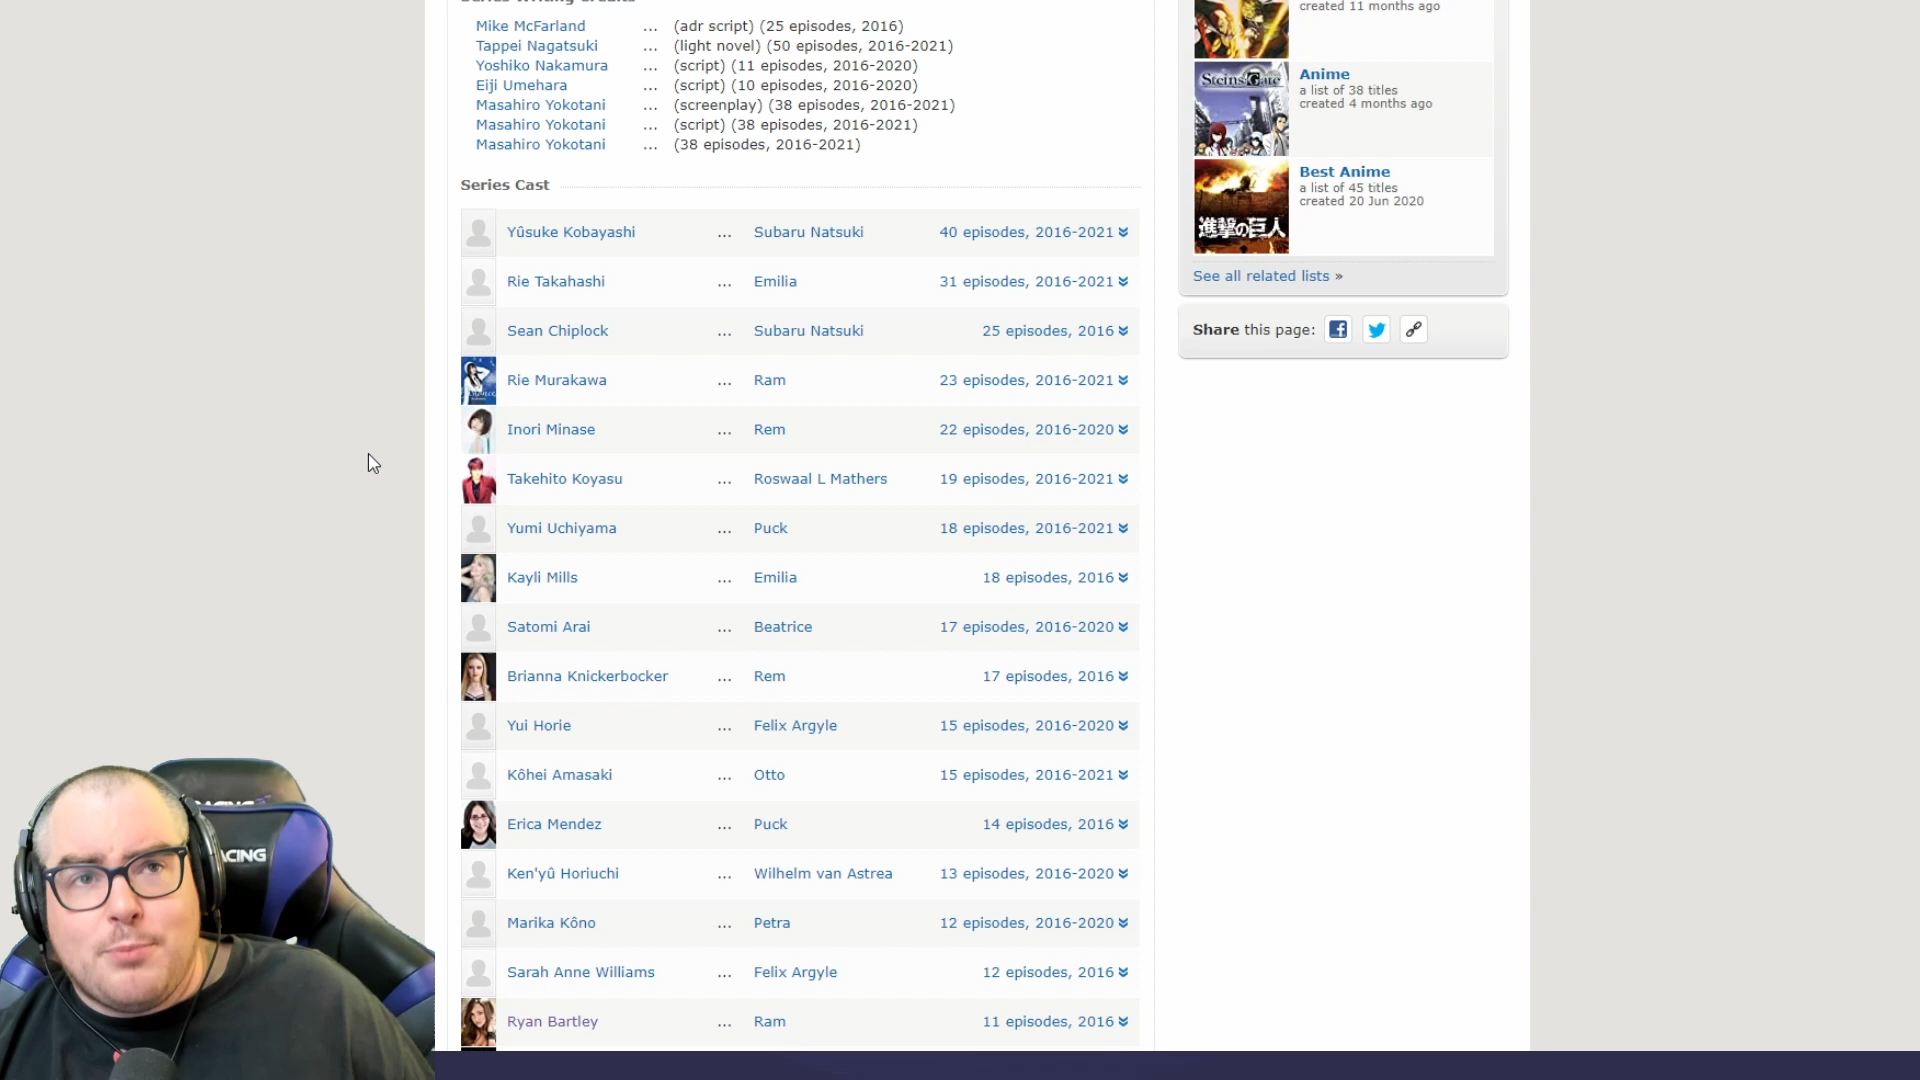 Mike McFarland ... (adr script) (25 episodes, 2016)
Tappei Nagatsuki ... (light novel) (50 episodes, 2016-2021)
Yoshiko Nakamura ... (script) (11 episodes, 2016-2020)
Eiji Umehara ... (script) (10 episodes, 2016-2020)
Masahiro Yokotani ... (screenplay) (38 episodes, 2016-2021)
Masahiro Yokotani ... (script) (38 episodes, 2016-2021)
Masahiro Yokotani ... (38 episodes, 2016-2021)
Series Cast
Yûsuke Kobayashi ... Subaru Natsuki 40 episodes, 2016-2021
Rie Takahashi ... Emilia 31 episodes, 2016-2021
Sean Chiplock ... Subaru Natsuki 25 episodes, 2016
Rie Murakawa ... Ram 23 episodes, 2016-2021
Inori Minase ... Rem 22 episodes, 2016-2020
Takehito Koyasu ... Roswaal L Mathers 19 episodes, 2016-2021
Yumi Uchiyama ... Puck 18 episodes, 2016-2021
Kayli Mills ... Emilia 18 episodes, 2016
Satomi Arai ... Beatrice 17 episodes, 2016-2020
Brianna Knickerbocker ... Rem 17 episodes, 2016
Yui Horie ... Felix Argyle 15 episodes, 2016-2020
Kôhei Amasaki ... Otto 15 episodes, 2016-2021
Erica Mendez ... Puck 14 episodes, 2016
Ken'yû Horiuchi ... Wilhelm van Astrea 13 episodes, 2016-2020
Marika Kôno ... Petra 12 episodes, 2016-2020
Sarah Anne Williams ... Felix Argyle 12 episodes, 2016
Ryan Bartley ... Ram 11 episodes, 2016
created 11 months ago
Steins;Gate
Anime
a list of 38 titles
created 4 months ago
進撃の巨人
Best Anime
a list of 45 titles
created 20 Jun 2020
See all related lists »
Share this page: